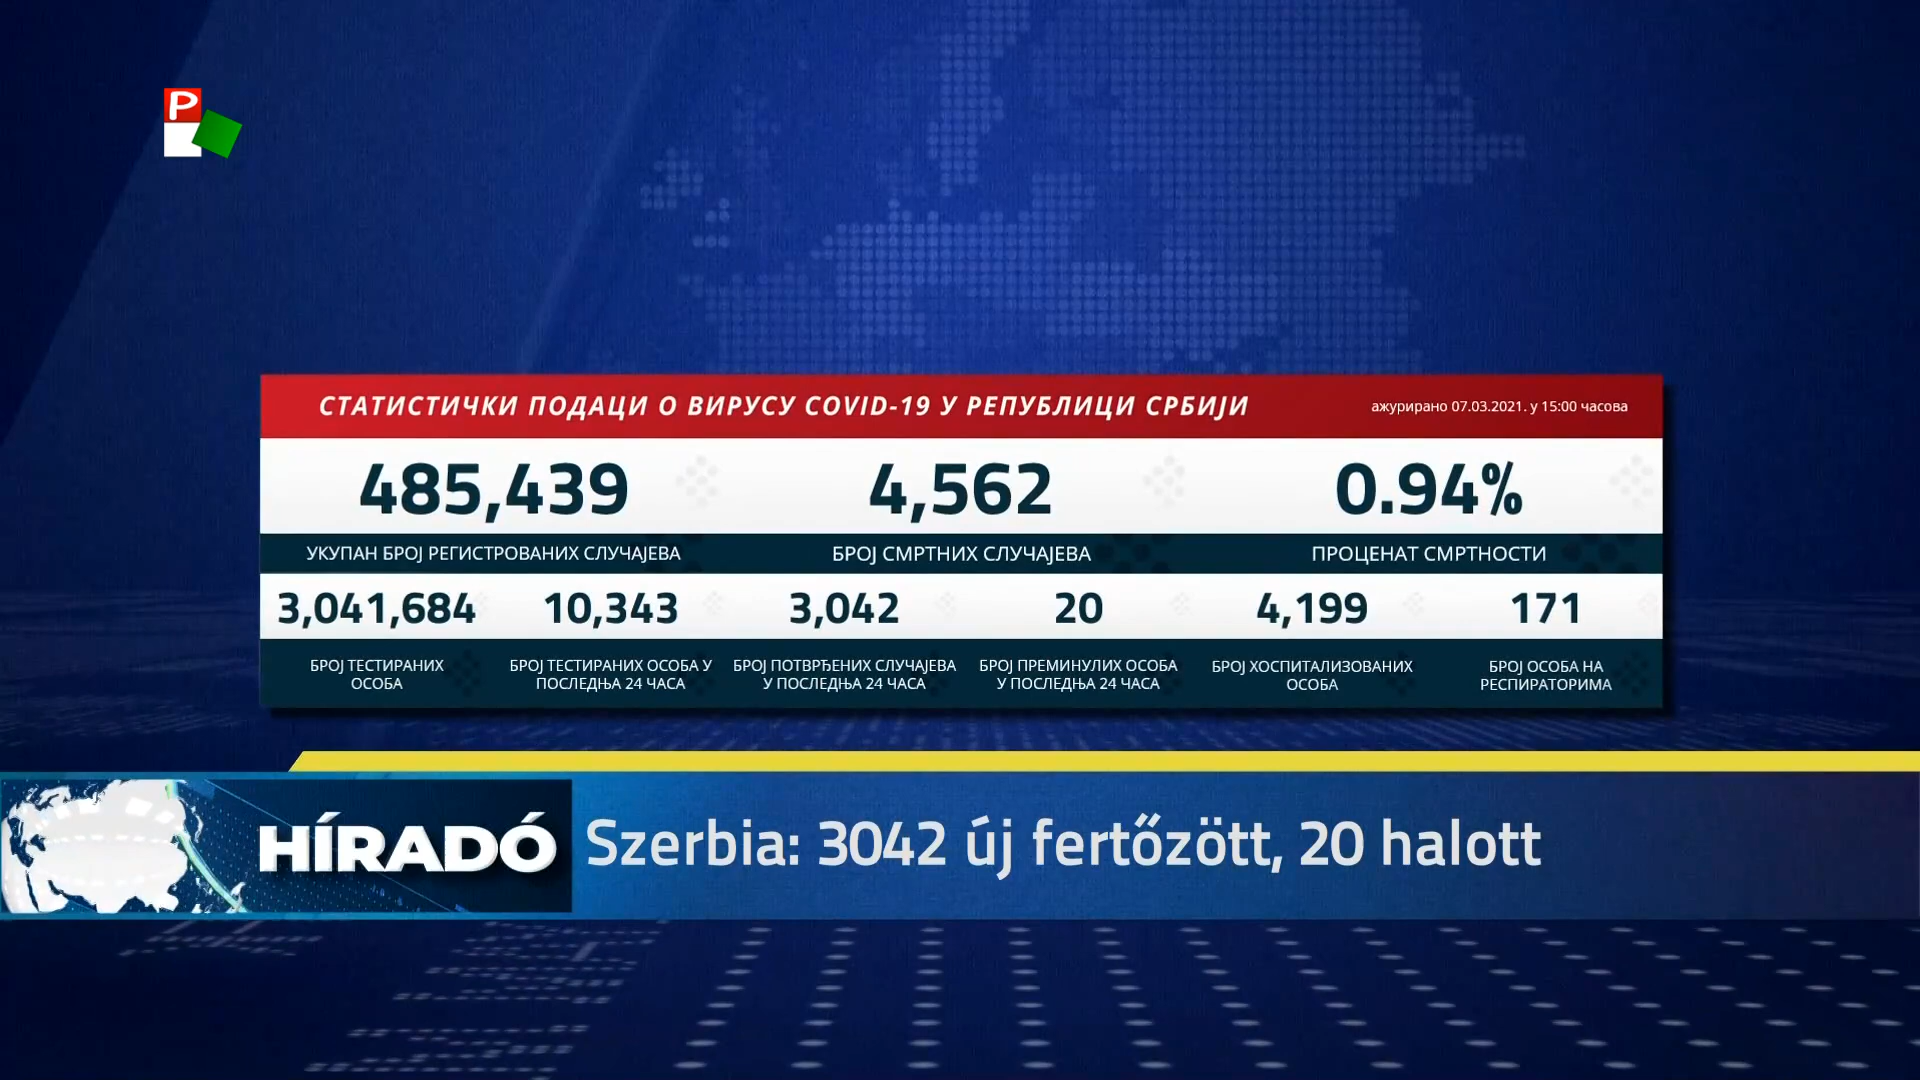 P
СТАТИСТИЧКИ ПОДАЦИ О ВИРУСУ COVID-19 У РЕПУБЛИЦИ СРБИЈИ
ажурирано 07.03.2021. у 15:00 часова
485,439
4,562
0.94%
УКУПАН БРОЈ РЕГИСТРОВАНИХ СЛУЧАЈЕВА
БРОЈ СМРТНИХ СЛУЧАЈЕВА
ПРОЦЕНАТ СМРТНОСТИ
3,041,684
10,343
3,042
20
4,199
171
БРОЈ ТЕСТИРАНИХ
ОСОБА
БРОЈ ТЕСТИРАНИХ ОСОБА У
ПОСЛЕДЊА 24 ЧАСА
БРОЈ ПОТВРЂЕНИХ СЛУЧАЈЕВА
У ПОСЛЕДЊА 24 ЧАСА
БРОЈ ПРЕМИНУЛИХ ОСОБА
У ПОСЛЕДЊА 24 ЧАСА
БРОЈ ХОСПИТАЛИЗОВАНИХ
ОСОБА
БРОЈ ОСОБА НА
РЕСПИРАТОРИМА
HÍRADÓ
Szerbia: 3042 új fertőzött, 20 halott